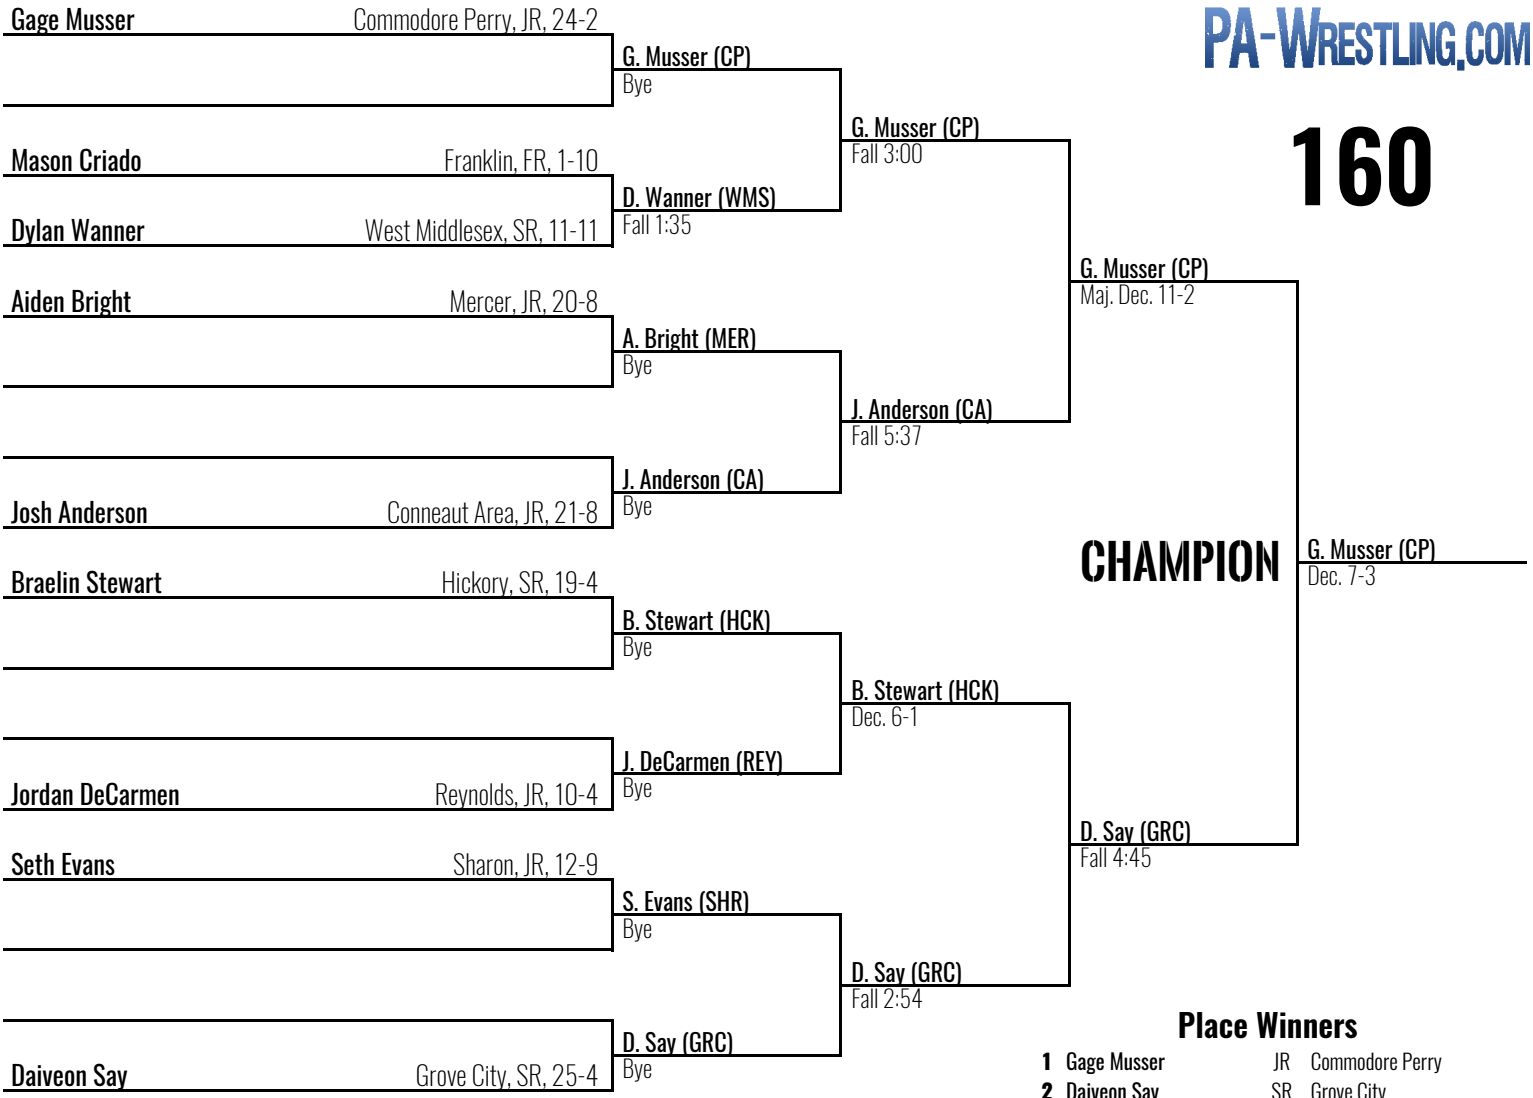 PA-WRESTLING.COM
160
Gage Musser Commodore Perry, JR, 24-2
G. Musser (CP)
Bye
G. Musser (CP)
Fall 3:00
Mason Criado Franklin, FR, 1-10
D. Wanner (WMS)
Fall 1:35
Dylan Wanner West Middlesex, SR, 11-11
G. Musser (CP)
Maj. Dec. 11-2
Aiden Bright Mercer, JR, 20-8
A. Bright (MER)
Bye
J. Anderson (CA)
Fall 5:37
J. Anderson (CA)
Bye
Josh Anderson Conneaut Area, JR, 21-8
CHAMPION
G. Musser (CP)
Dec. 7-3
Braelin Stewart Hickory, SR, 19-4
B. Stewart (HCK)
Bye
B. Stewart (HCK)
Dec. 6-1
J. DeCarmen (REY)
Bye
Jordan DeCarmen Reynolds, JR, 10-4
D. Say (GRC)
Fall 4:45
Seth Evans Sharon, JR, 12-9
S. Evans (SHR)
Bye
D. Say (GRC)
Fall 2:54
D. Say (GRC)
Bye
Daiveon Say Grove City, SR, 25-4
Place Winners
1 Gage Musser JR Commodore Perry
2 Daiveon Say SR Grove City